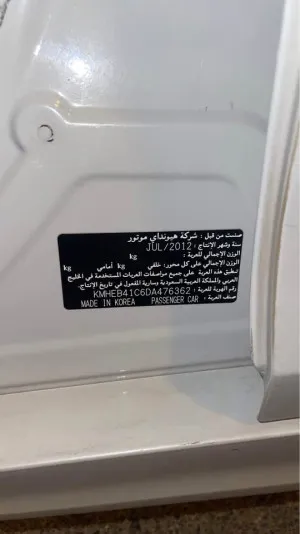 صنعت من قبل : شركة هيونداي موتور
سنة وشهر الإنتاج : JUL/2012
الوزن الإجمالي للعربة : kg
الوزن الإجمالي على كل محور: خلفي kg أمامي kg
تنطبق هذه العربة على جميع مواصفات العربات المستخدمة في الخليج
العربي والمملكة العربية السعودية وسارية المفعول في تاريخ الإنتاج.
رقم الهوية للعربة : KMHEB41C6DA476362
صنف العربة : PASSENGER CAR MADE IN KOREA